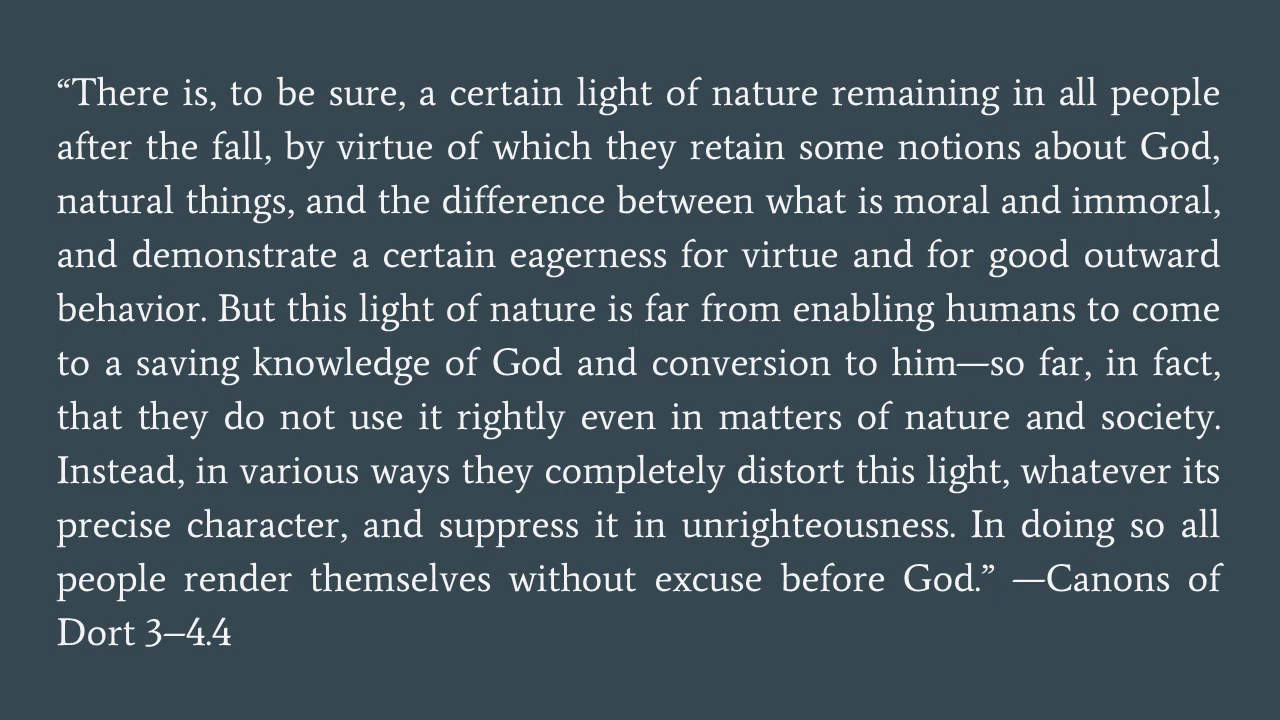 “There is, to be sure, a certain light of nature remaining in all people
after the fall, by virtue of which they retain some notions about God,
natural things, and the difference between what is moral and immoral,
and demonstrate a certain eagerness for virtue and for good outward
behavior. But this light of nature is far from enabling humans to come
to a saving knowledge of God and conversion to him—so far, in fact,
that they do not use it rightly even in matters of nature and society.
Instead, in various ways they completely distort this light, whatever its
precise character, and suppress it in unrighteousness. In doing so all
people render themselves without excuse before God.” —Canons of
Dort 3–4.4